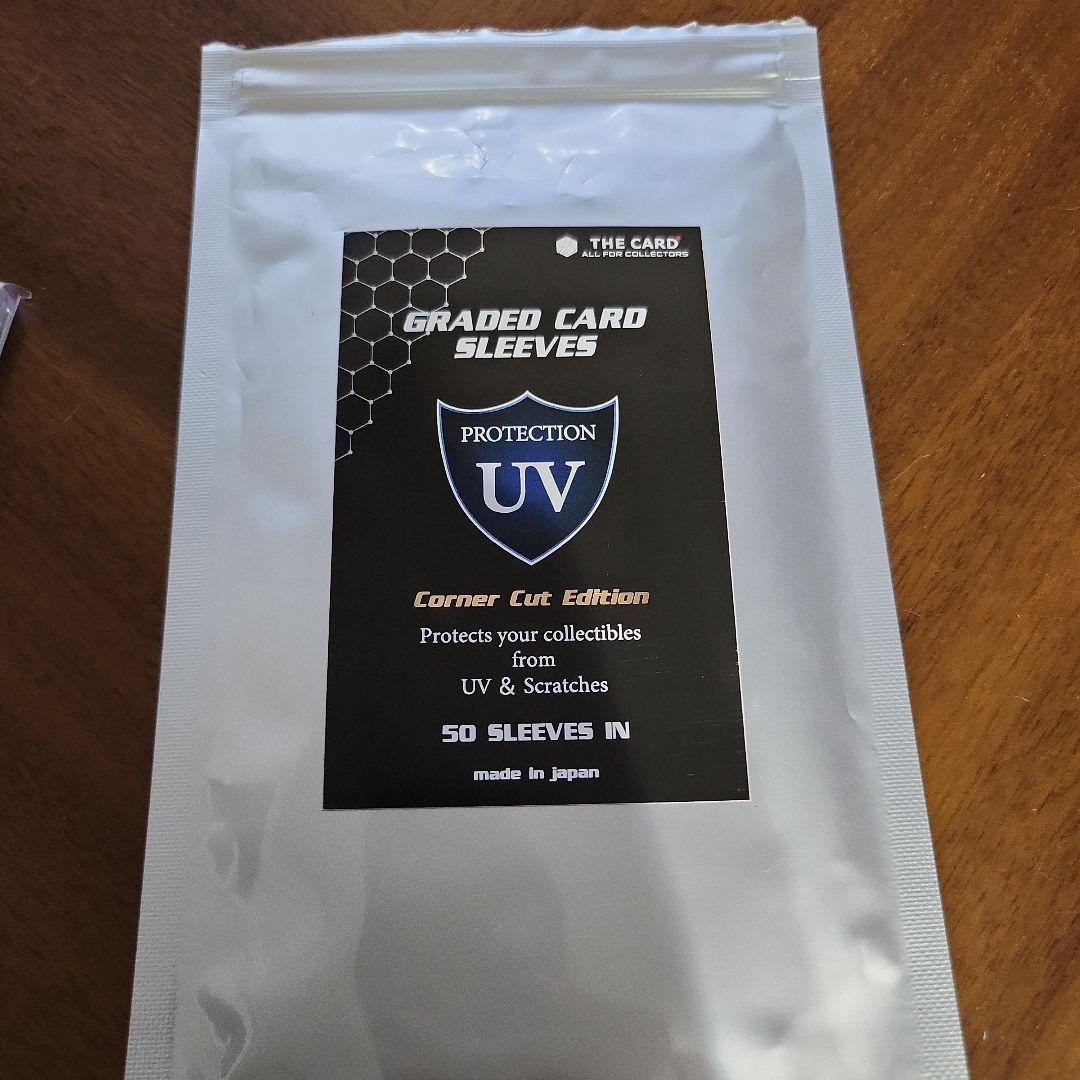 THE CARD
ALL FOR COLLECTORS
GRADED CARD
SLEEVES
PROTECTION
UV
Corner Cut Edition
Protects your collectibles
from
UV & Scratches
50 SLEEVES IN
made in japan